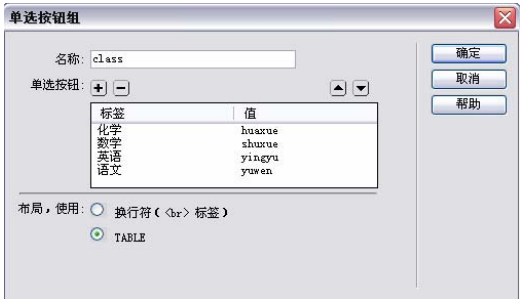 单选按钮组
名称: class
确定
单选按钮:
取消
帮助
标签 值
化学 huaxue
数学 shuxue
英语 yingyu
语文 yuwen
布局，使用: 换行符( <br> 标签)
TABLE